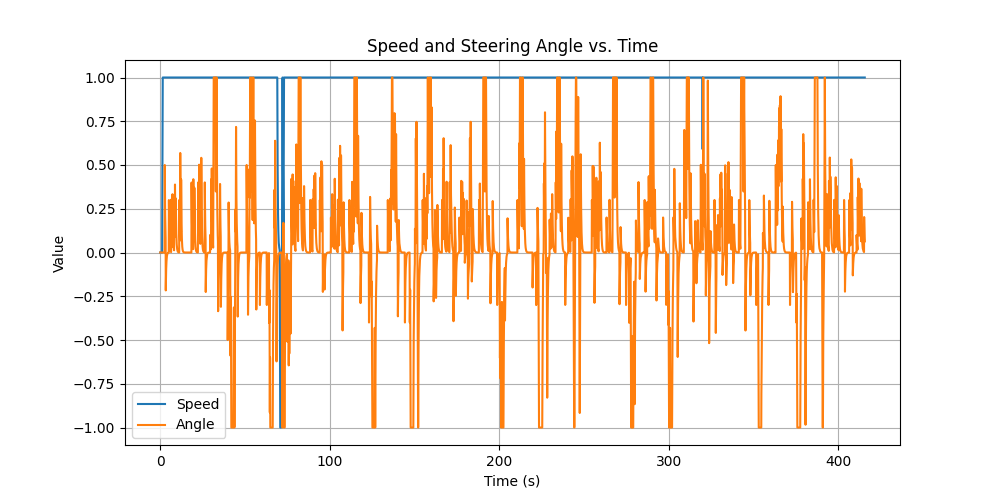 Speed and Steering Angle vs. Time
Value
1.00
0.75
0.50
0.25
0.00
−0.25
−0.50
−0.75
−1.00
Speed
Angle
0 100 200 300 400
Time (s)